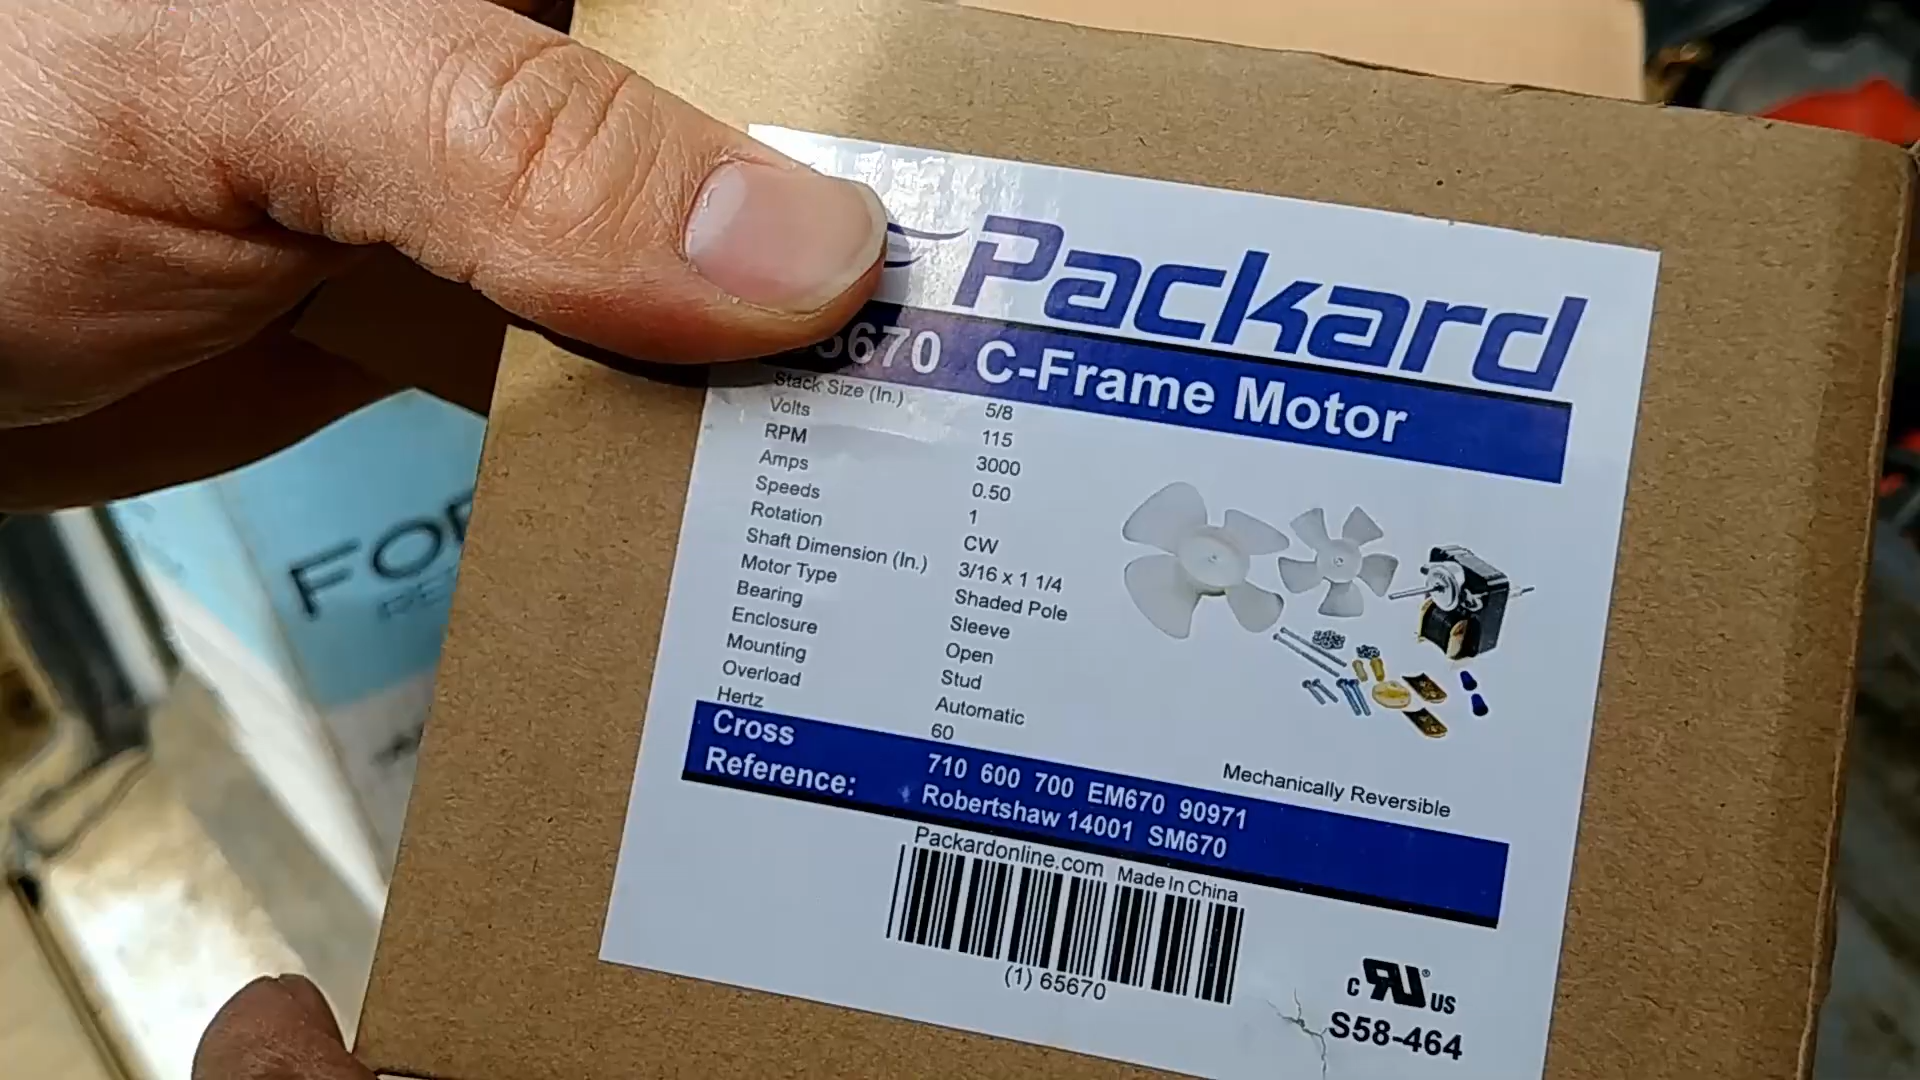 Packard
5670 C-Frame Motor
Stack Size (In.) 5/8
Volts 115
RPM 3000
Amps 0.50
Speeds 1
Rotation CW
Shaft Dimension (In.) 3/16 x 1 1/4
Motor Type Shaded Pole
Bearing Sleeve
Enclosure Open
Mounting Stud
Overload Automatic
Hertz 60
Mechanically Reversible
Cross Reference: 710 600 700 EM670 90971
Robertshaw 14001 SM670
Packardonline.com Made In China
(1) 65670
c RU® US
S58-464